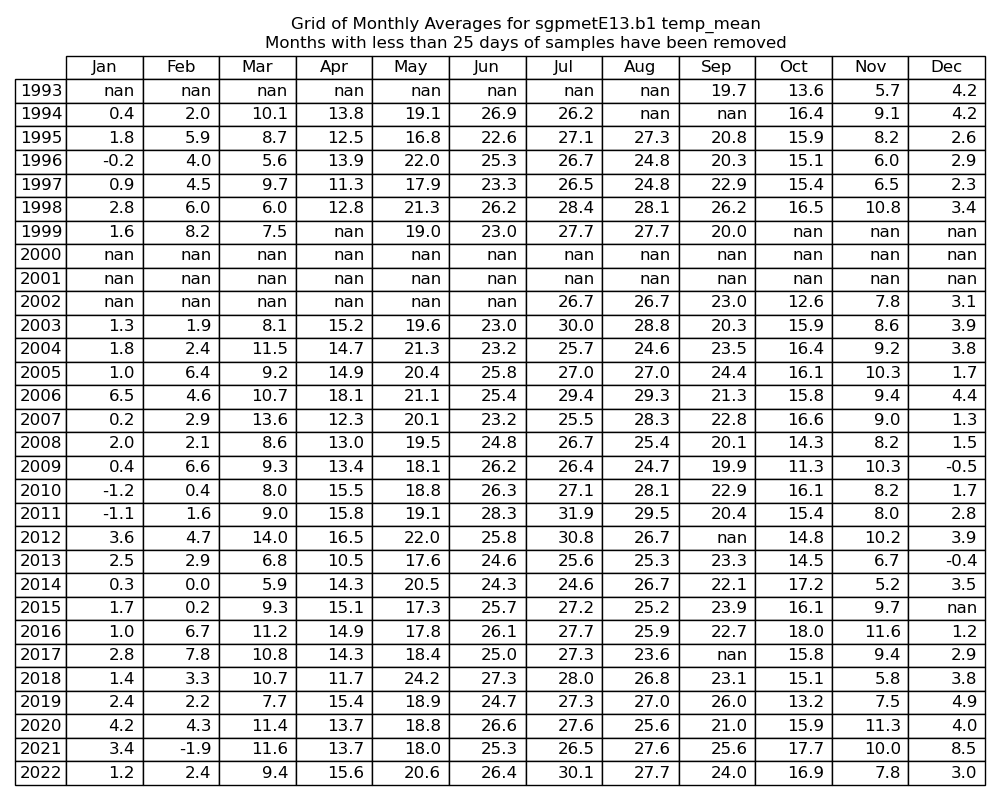 Grid of Monthly Averages for sgpmetE13.b1 temp_mean
Months with less than 25 days of samples have been removed
Jan Feb Mar Apr May Jun Jul Aug Sep Oct Nov Dec
1993 nan nan nan nan nan nan nan nan 19.7 13.6 5.7 4.2
1994 0.4 2.0 10.1 13.8 19.1 26.9 26.2 nan nan 16.4 9.1 4.2
1995 1.8 5.9 8.7 12.5 16.8 22.6 27.1 27.3 20.8 15.9 8.2 2.6
1996 -0.2 4.0 5.6 13.9 22.0 25.3 26.7 24.8 20.3 15.1 6.0 2.9
1997 0.9 4.5 9.7 11.3 17.9 23.3 26.5 24.8 22.9 15.4 6.5 2.3
1998 2.8 6.0 6.0 12.8 21.3 26.2 28.4 28.1 26.2 16.5 10.8 3.4
1999 1.6 8.2 7.5 nan 19.0 23.0 27.7 27.7 20.0 nan nan nan
2000 nan nan nan nan nan nan nan nan nan nan nan nan
2001 nan nan nan nan nan nan nan nan nan nan nan nan
2002 nan nan nan nan nan nan 26.7 26.7 23.0 12.6 7.8 3.1
2003 1.3 1.9 8.1 15.2 19.6 23.0 30.0 28.8 20.3 15.9 8.6 3.9
2004 1.8 2.4 11.5 14.7 21.3 23.2 25.7 24.6 23.5 16.4 9.2 3.8
2005 1.0 6.4 9.2 14.9 20.4 25.8 27.0 27.0 24.4 16.1 10.3 1.7
2006 6.5 4.6 10.7 18.1 21.1 25.4 29.4 29.3 21.3 15.8 9.4 4.4
2007 0.2 2.9 13.6 12.3 20.1 23.2 25.5 28.3 22.8 16.6 9.0 1.3
2008 2.0 2.1 8.6 13.0 19.5 24.8 26.7 25.4 20.1 14.3 8.2 1.5
2009 0.4 6.6 9.3 13.4 18.1 26.2 26.4 24.7 19.9 11.3 10.3 -0.5
2010 -1.2 0.4 8.0 15.5 18.8 26.3 27.1 28.1 22.9 16.1 8.2 1.7
2011 -1.1 1.6 9.0 15.8 19.1 28.3 31.9 29.5 20.4 15.4 8.0 2.8
2012 3.6 4.7 14.0 16.5 22.0 25.8 30.8 26.7 nan 14.8 10.2 3.9
2013 2.5 2.9 6.8 10.5 17.6 24.6 25.6 25.3 23.3 14.5 6.7 -0.4
2014 0.3 0.0 5.9 14.3 20.5 24.3 24.6 26.7 22.1 17.2 5.2 3.5
2015 1.7 0.2 9.3 15.1 17.3 25.7 27.2 25.2 23.9 16.1 9.7 nan
2016 1.0 6.7 11.2 14.9 17.8 26.1 27.7 25.9 22.7 18.0 11.6 1.2
2017 2.8 7.8 10.8 14.3 18.4 25.0 27.3 23.6 nan 15.8 9.4 2.9
2018 1.4 3.3 10.7 11.7 24.2 27.3 28.0 26.8 23.1 15.1 5.8 3.8
2019 2.4 2.2 7.7 15.4 18.9 24.7 27.3 27.0 26.0 13.2 7.5 4.9
2020 4.2 4.3 11.4 13.7 18.8 26.6 27.6 25.6 21.0 15.9 11.3 4.0
2021 3.4 -1.9 11.6 13.7 18.0 25.3 26.5 27.6 25.6 17.7 10.0 8.5
2022 1.2 2.4 9.4 15.6 20.6 26.4 30.1 27.7 24.0 16.9 7.8 3.0